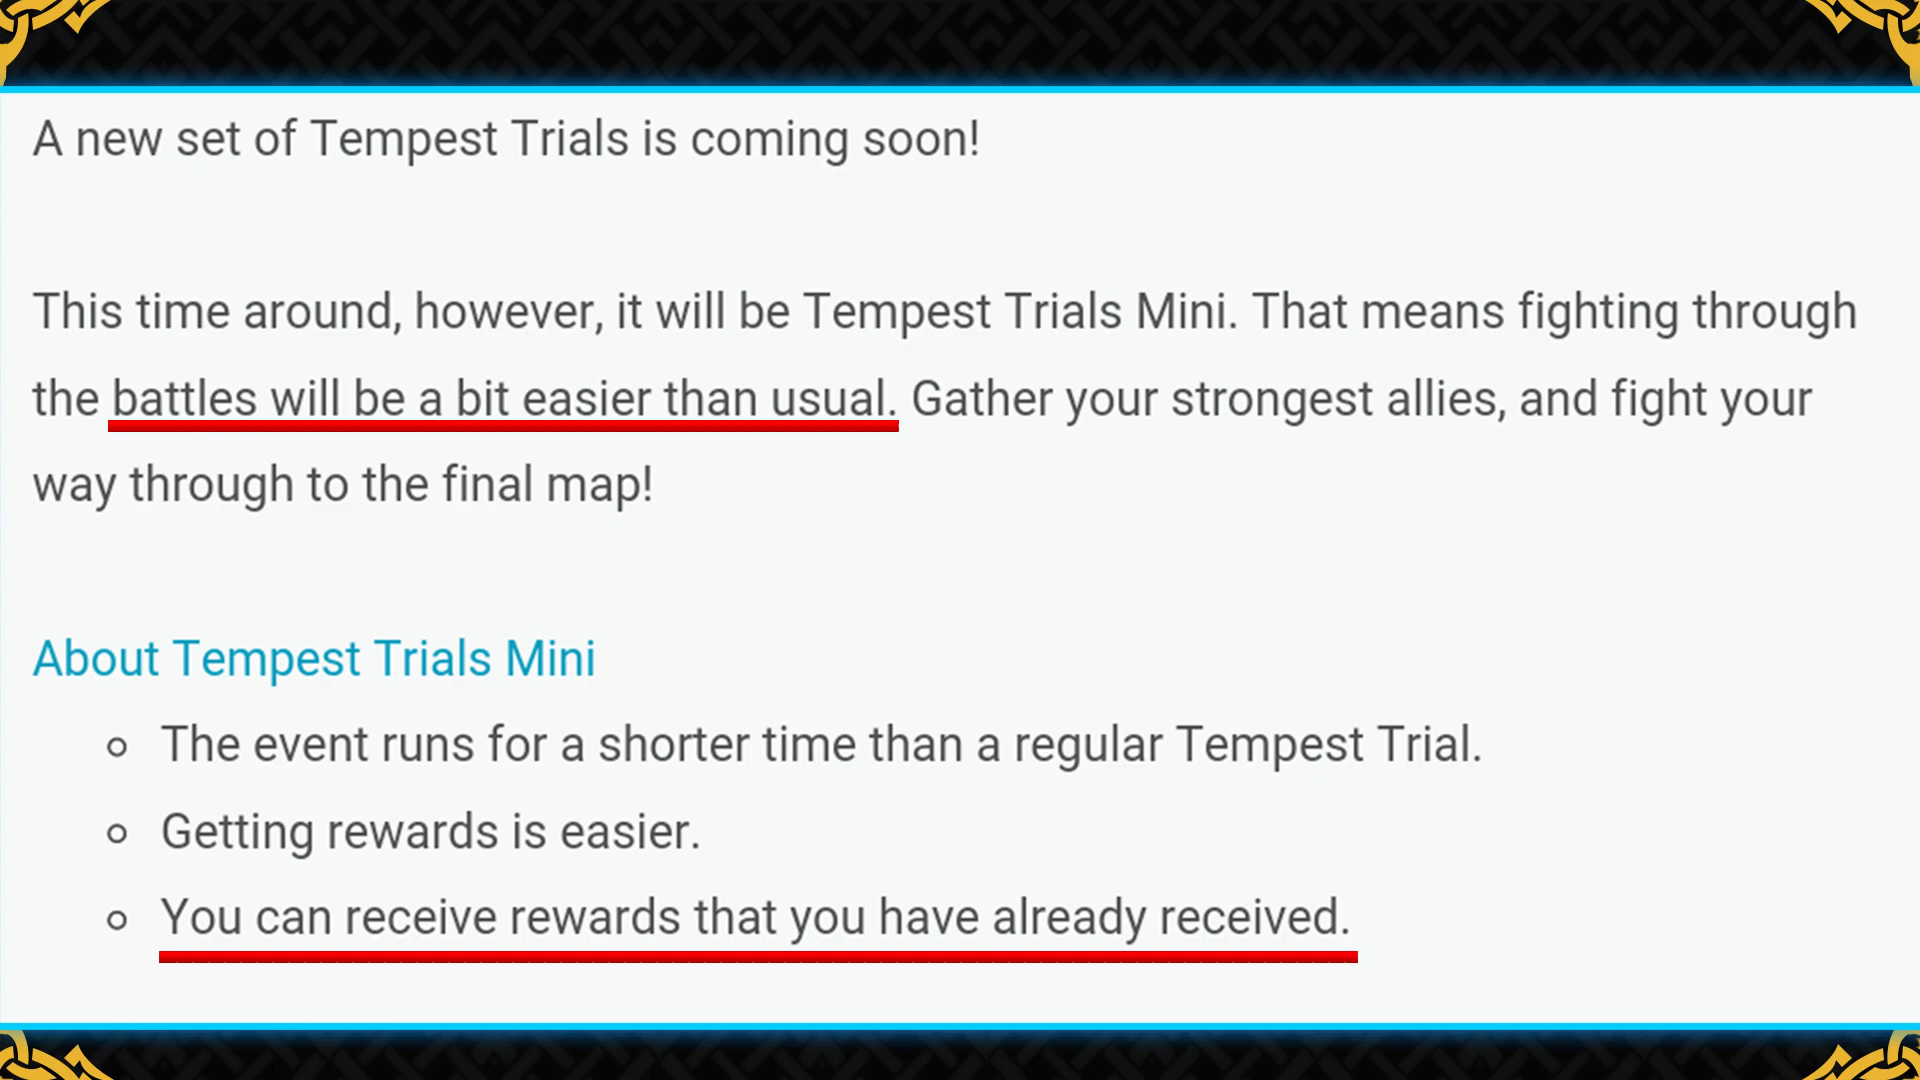 A new set of Tempest Trials is coming soon!
This time around, however, it will be Tempest Trials Mini. That means fighting through
the battles will be a bit easier than usual. Gather your strongest allies, and fight your
way through to the final map!
About Tempest Trials Mini
The event runs for a shorter time than a regular Tempest Trial.
Getting rewards is easier.
You can receive rewards that you have already received.